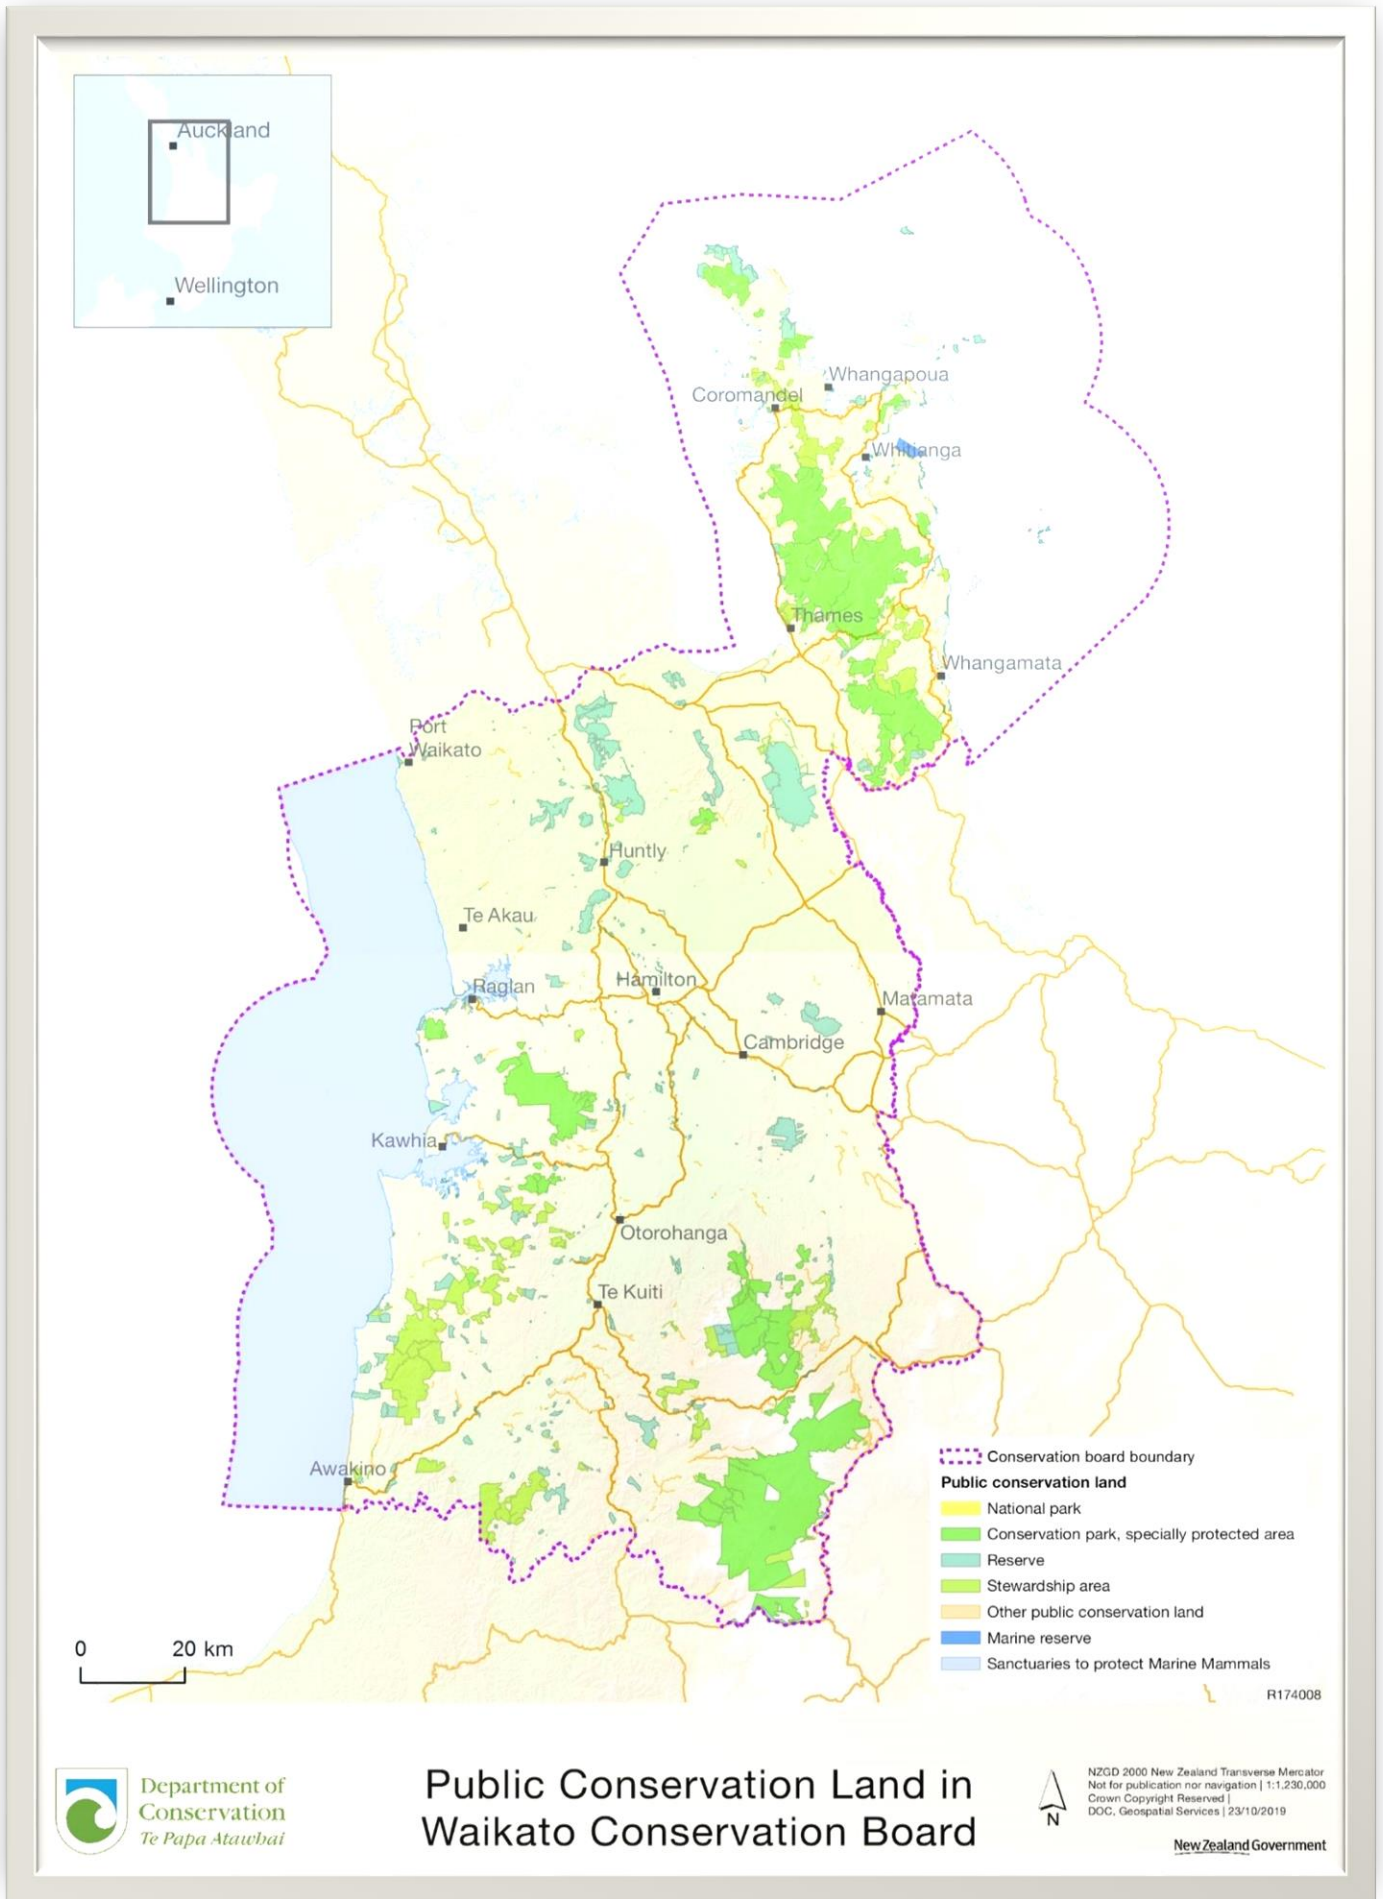 Auckland
Wellington
Whangapoua
Coromandel
Whitianga
Thames
Whangamata
Port
Waikato
Huntly
Te Akau
Raglan
Hamilton
Matamata
Cambridge
Kawhia
Otorohanga
Te Kuiti
Awakino
Conservation board boundary
Public conservation land
National park
Conservation park, specially protected area
Reserve
Stewardship area
Other public conservation land
Marine reserve
Sanctuaries to protect Marine Mammals
R174008
0 20 km
Department of
Conservation
Te Papa Atawhai
Public Conservation Land in
Waikato Conservation Board
N
NZGD 2000 New Zealand Transverse Mercator
Not for publication nor navigation | 1:1,230,000
Crown Copyright Reserved |
DOC, Geospatial Services | 23/10/2019
New Zealand Government